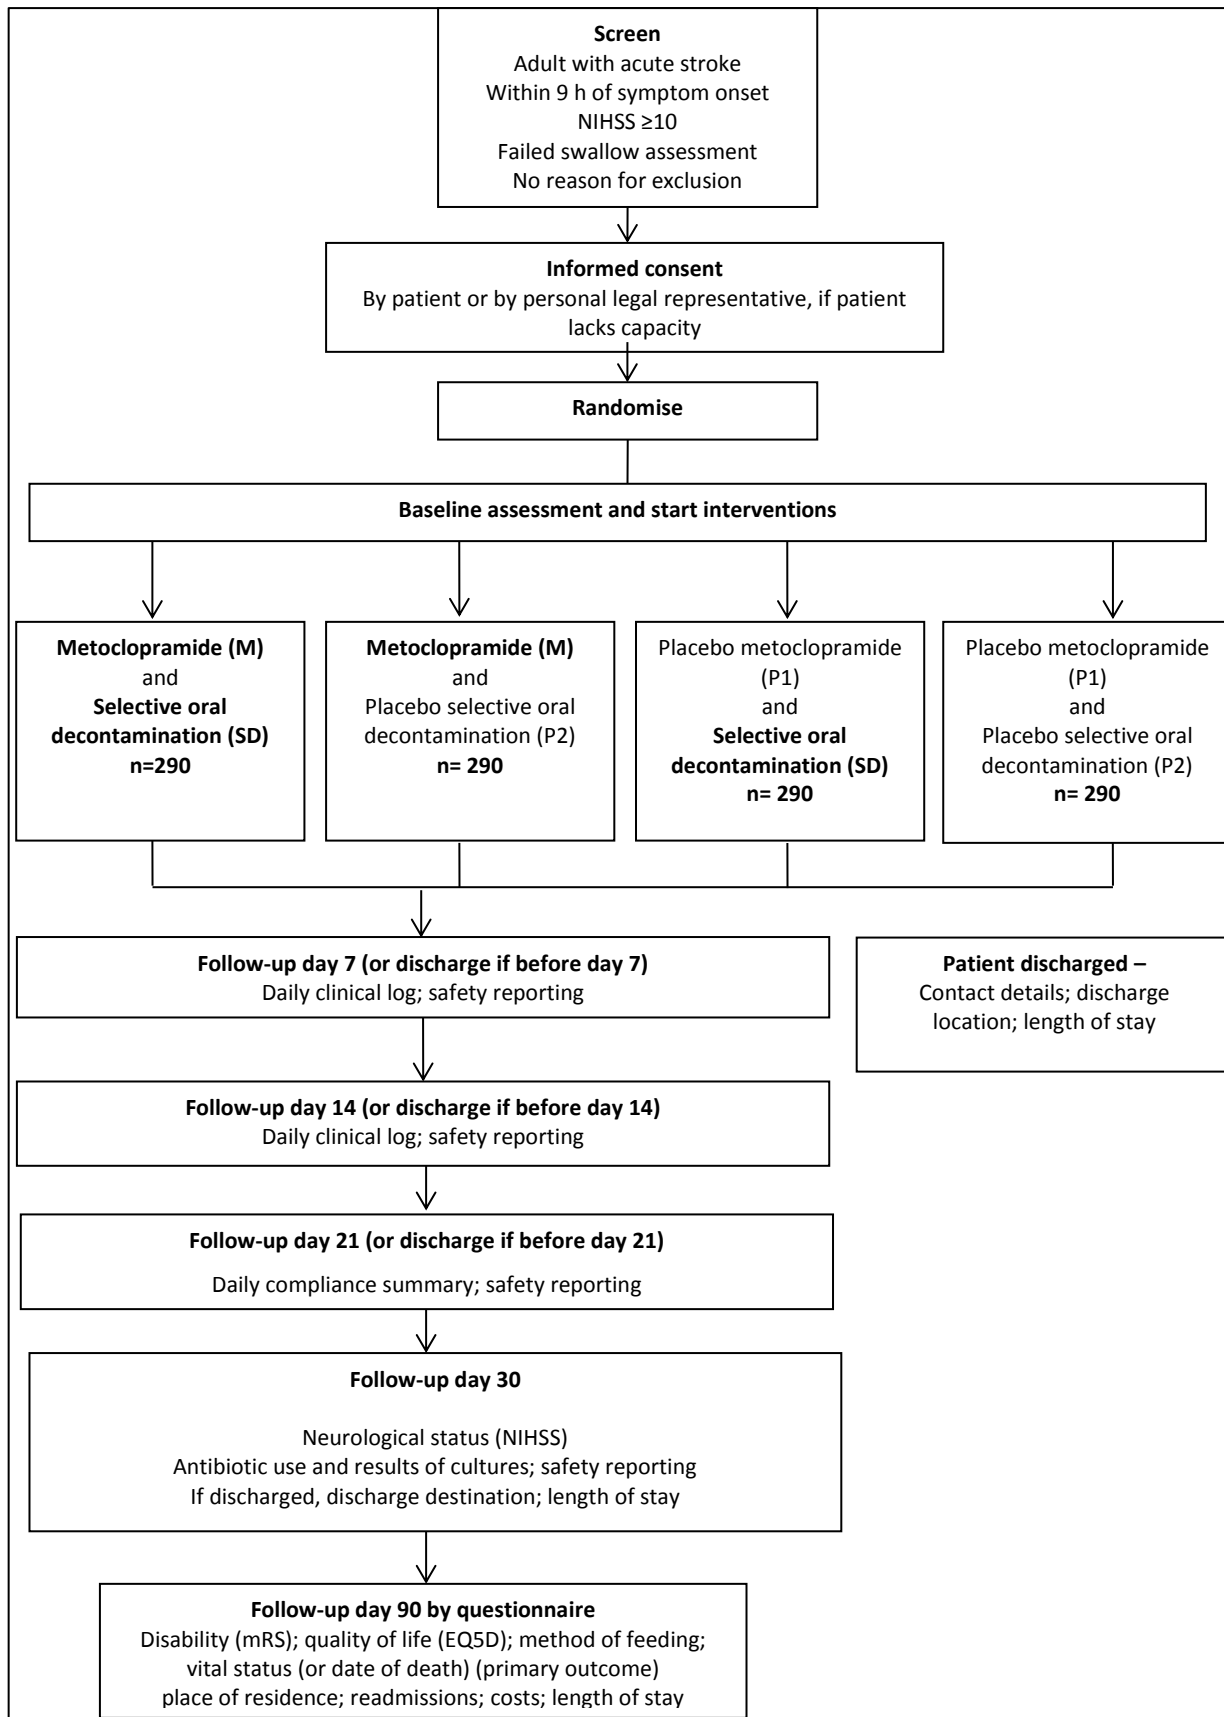 Screen
Adult with acute stroke
Within 9 h of symptom onset
NIHSS ≥10
Failed swallow assessment
No reason for exclusion
Informed consent
By patient or by personal legal representative, if patient
lacks capacity
Randomise
Baseline assessment and start interventions
Metoclopramide (M)
and
Selective oral
decontamination (SD)
n=290
Metoclopramide (M)
and
Placebo selective oral
decontamination (P2)
n= 290
Placebo metoclopramide
(P1)
and
Selective oral
decontamination (SD)
n= 290
Placebo metoclopramide
(P1)
and
Placebo selective oral
decontamination (P2)
n= 290
Follow-up day 7 (or discharge if before day 7)
Daily clinical log; safety reporting
Patient discharged –
Contact details; discharge
location; length of stay
Follow-up day 14 (or discharge if before day 14)
Daily clinical log; safety reporting
Follow-up day 21 (or discharge if before day 21)
Daily compliance summary; safety reporting
Follow-up day 30
Neurological status (NIHSS)
Antibiotic use and results of cultures; safety reporting
If discharged, discharge destination; length of stay
Follow-up day 90 by questionnaire
Disability (mRS); quality of life (EQ5D); method of feeding;
vital status (or date of death) (primary outcome)
place of residence; readmissions; costs; length of stay